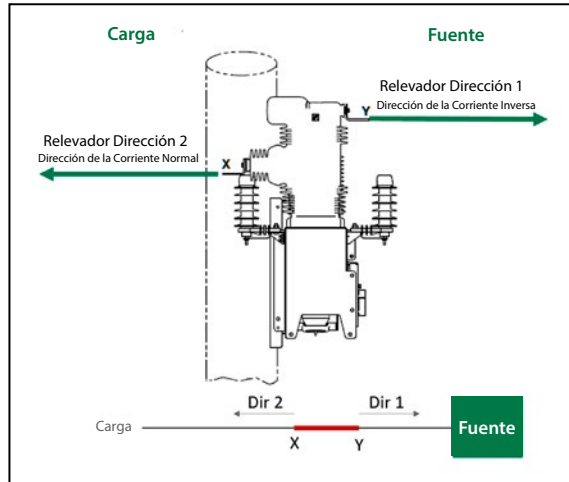 Carga
Fuente
Relevador Dirección 1
Dirección de la Corriente Inversa
Y
Relevador Dirección 2
Dirección de la Corriente Normal
X
Dir 2
Dir 1
Carga
Fuente
X
Y